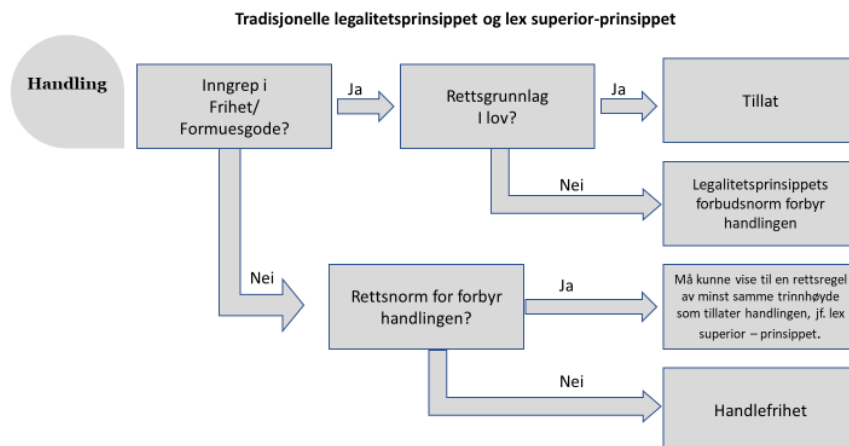 Tradisjonelle legalitetsprinsippet og lex superior-prinsippet
Handling
Inngrep i
Frihet/
Formuesgode?
Ja
Rettsgrunnlag
I lov?
Ja
Tillat
Nei
Legalitetsprinsippets
forbudsnorm forbyr
handlingen
Nei
Rettsnorm for forbyr
handlingen?
Ja
Må kunne vise til en rettsregel
av minst samme trinnhøyde
som tillater handlingen, jf. lex
superior – prinsippet.
Nei
Handlefrihet